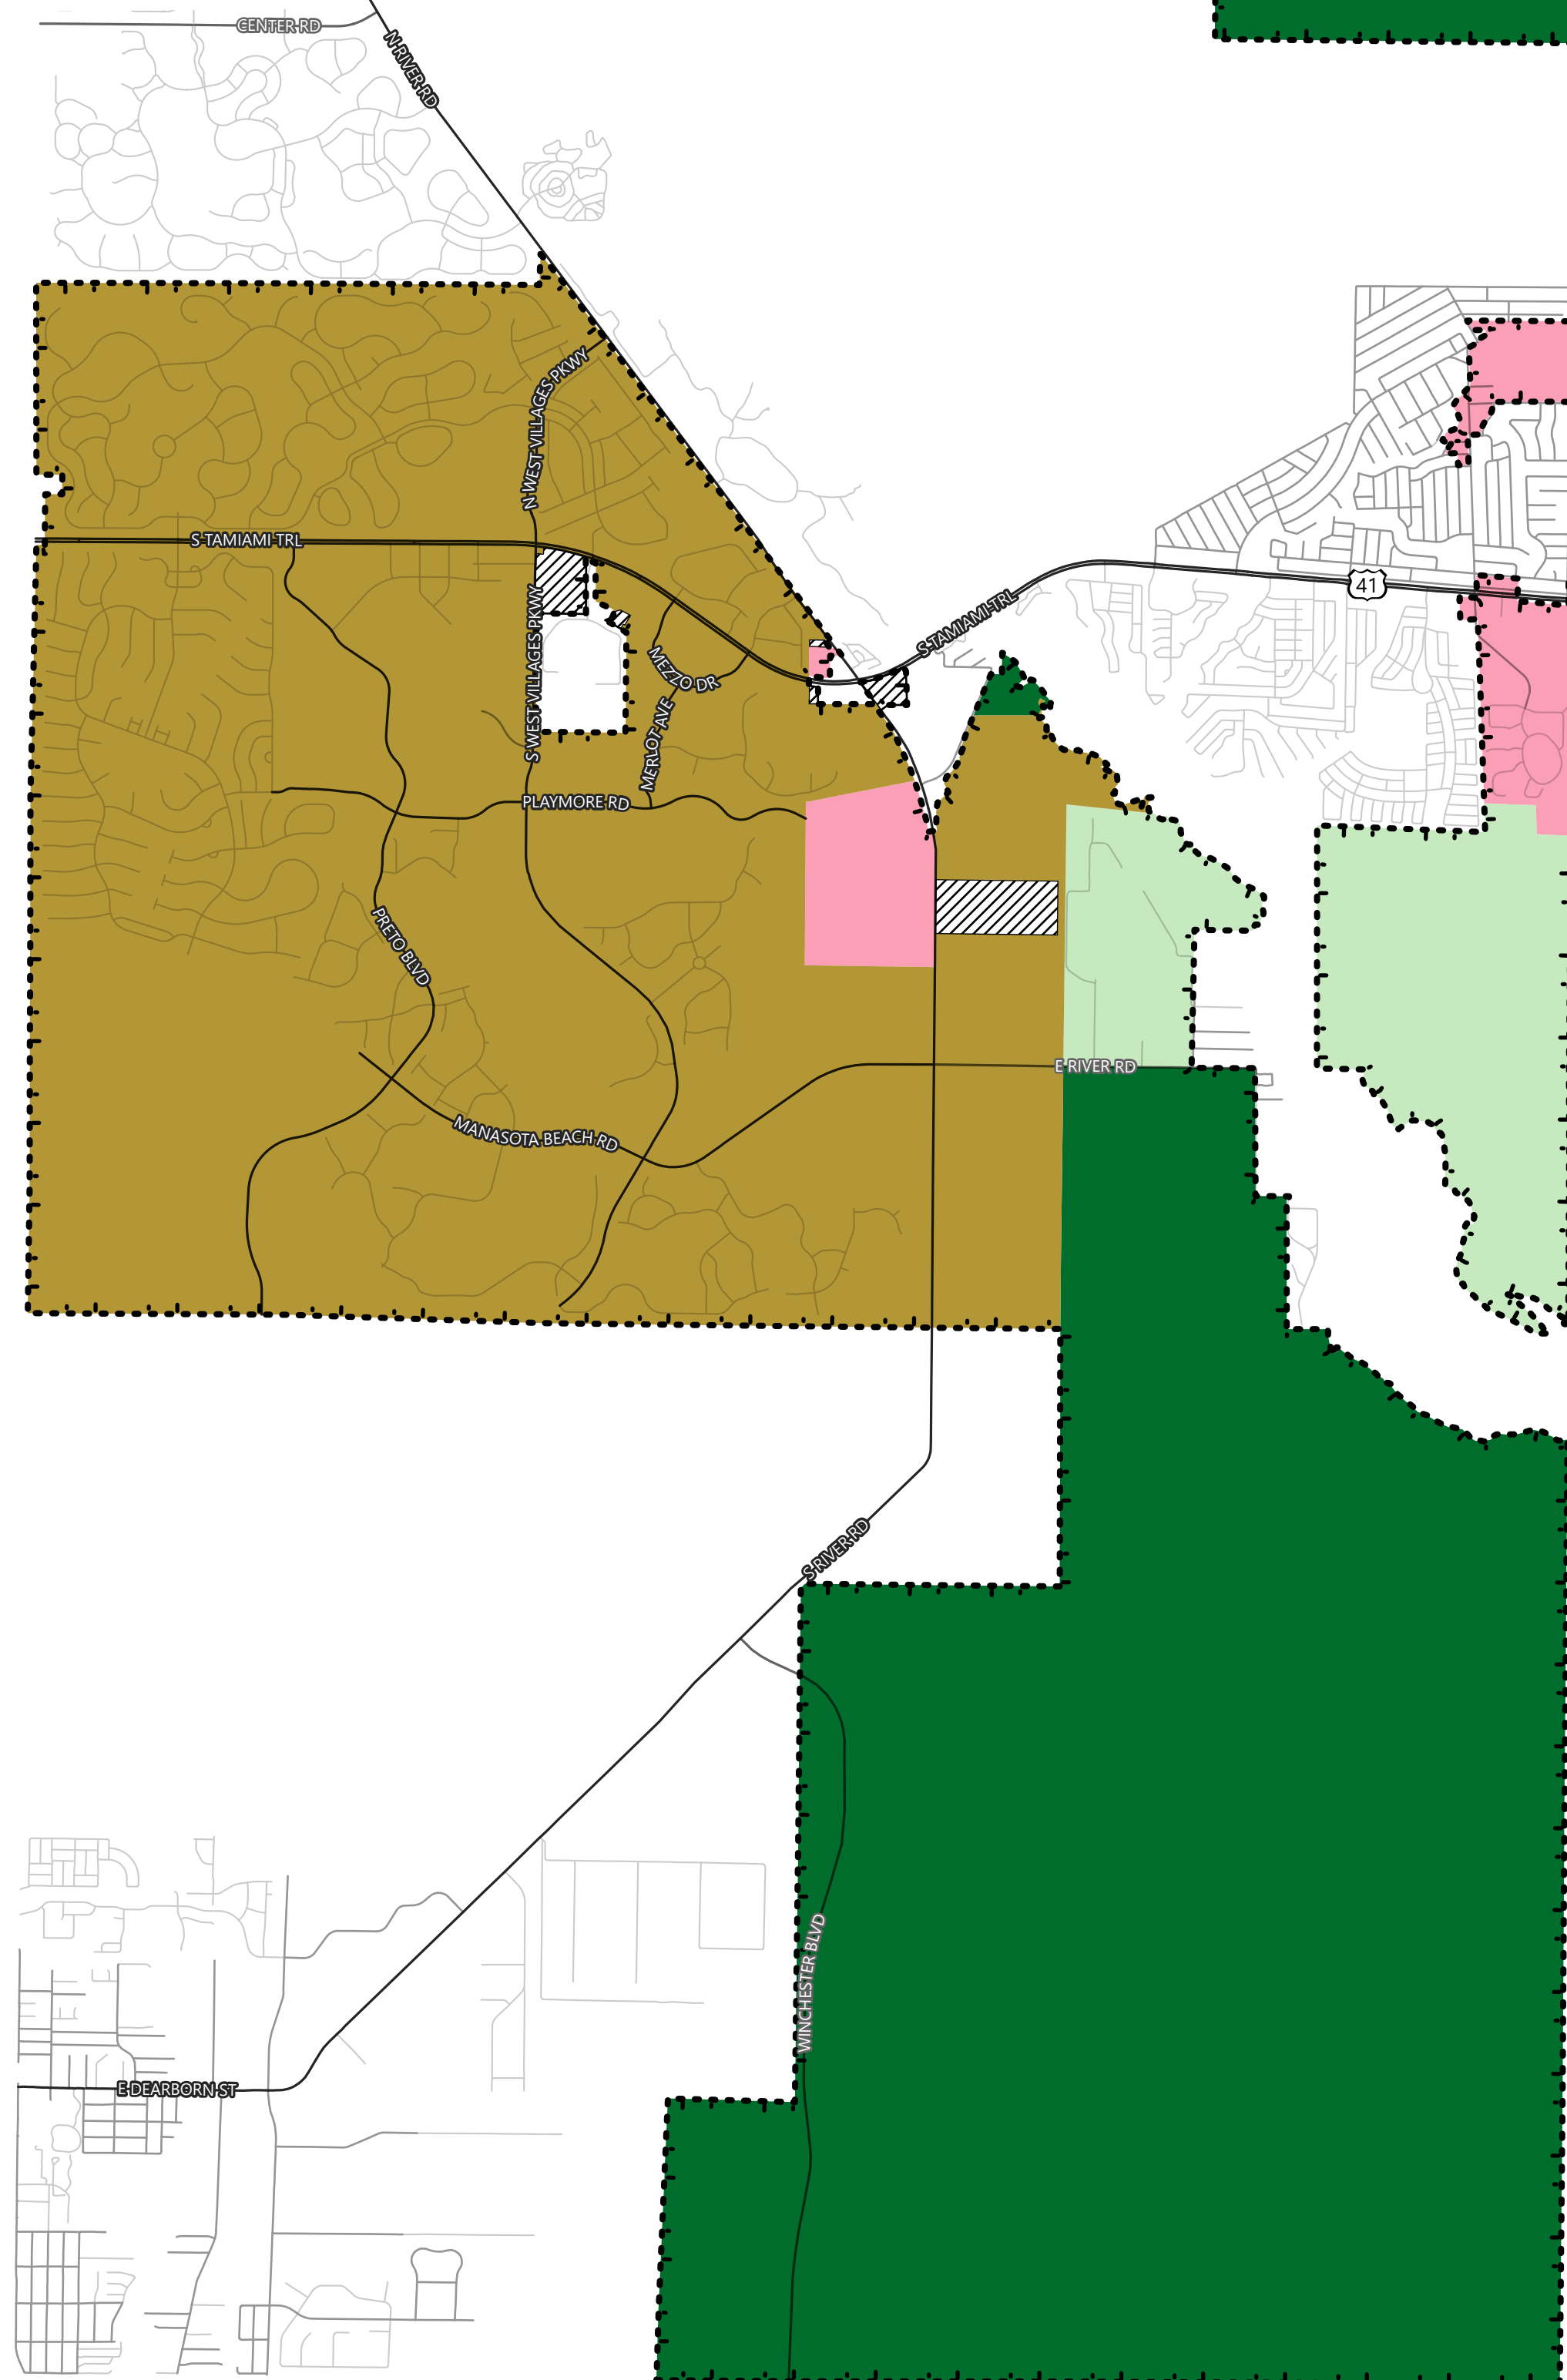 CENTER RD
N RIVER RD
N WEST VILLAGES PKWY
S TAMIAMI TRL
41
S TAMIAMI TRL
S WEST VILLAGES PKWY
MEZZO DR
MERLOT AVE
PLAYMORE RD
PRETO BLVD
E RIVER RD
MANASOTA BEACH RD
S RIVER RD
WINCHESTER BLVD
E DEARBORN ST